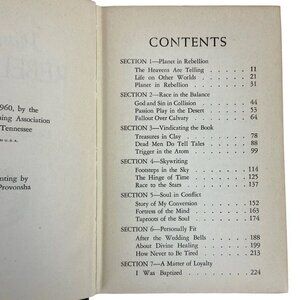 960, by the
ing Association
Tennessee
U.S.A.
nting by
Provonsha
CONTENTS
SECTION 1—Planet in Rebellion
The Heavens Are Telling 11
Life on Other Worlds 21
Planet in Rebellion 31
SECTION 2—Race in the Balance
God and Sin in Collision 44
Passion Play in the Desert 53
Fallout Over Calvary 64
SECTION 3—Vindicating the Book
Treasures in Clay 78
Dead Men Do Tell Tales 88
Trigger in the Atom 99
SECTION 4—Skywriting
Footsteps in the Sky 114
The Hinge of Time 125
Race to the Stars 137
SECTION 5—Soul in Conflict
Story of My Conversion 152
Fortress of the Mind 163
Taproots of the Soul 174
SECTION 6—Personally Fit
After the Wedding Bells 188
About Divine Healing 199
How Never to Be Tired 213
SECTION 7—A Matter of Loyalty
I Was Baptized 224